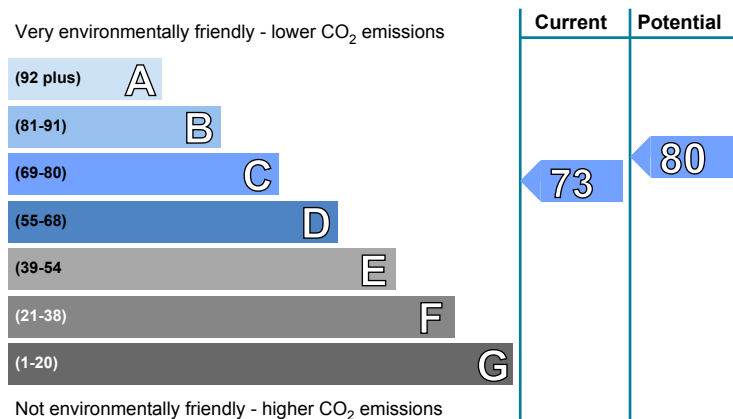 Current Potential
Very environmentally friendly - lower CO2 emissions
(92 plus) A
(81-91) B
80
(69-80) C
73
(55-68) D
(39-54 E
(21-38) F
(1-20) G
Not environmentally friendly - higher CO2 emissions